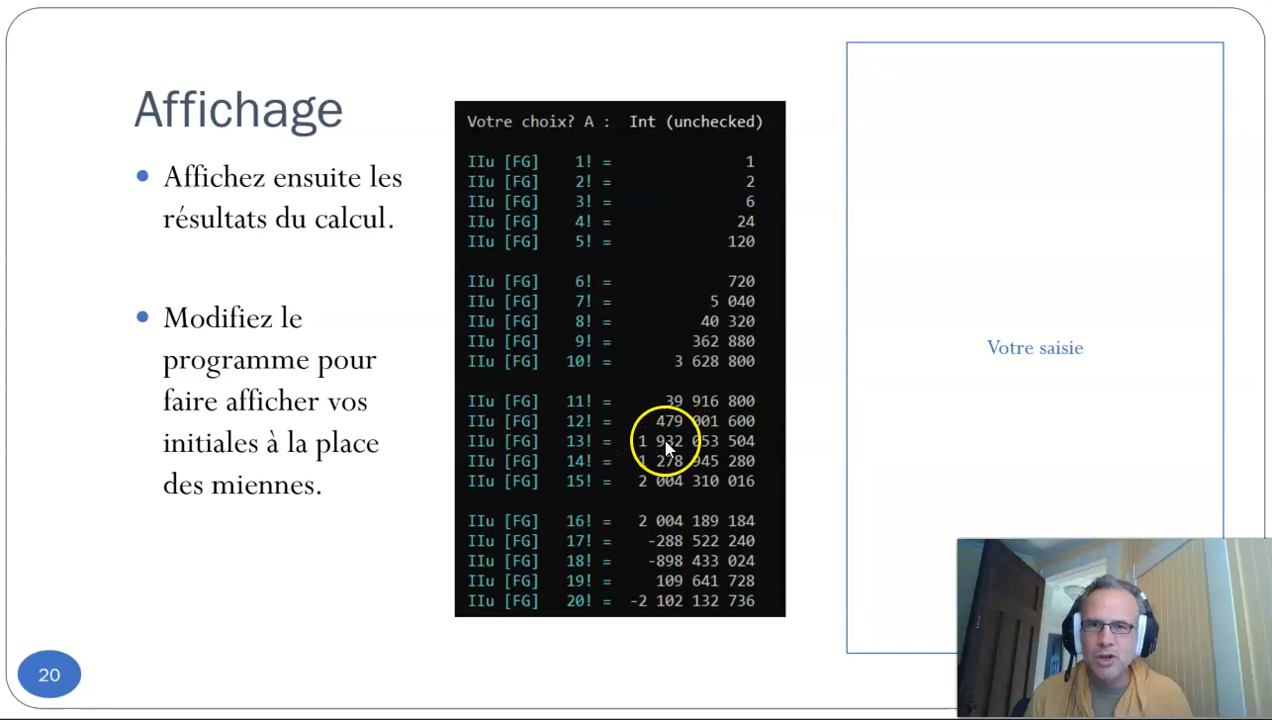 Affichage
Affichez ensuite les
résultats du calcul.
Modifiez le
programme pour
faire afficher vos
initiales à la place
des miennes.
Votre choix? A : Int (unchecked)
IIu [FG] 1! = 1
IIu [FG] 2! = 2
IIu [FG] 3! = 6
IIu [FG] 4! = 24
IIu [FG] 5! = 120
IIu [FG] 6! = 720
IIu [FG] 7! = 5 040
IIu [FG] 8! = 40 320
IIu [FG] 9! = 362 880
IIu [FG] 10! = 3 628 800
IIu [FG] 11! = 39 916 800
IIu [FG] 12! = 479 001 600
IIu [FG] 13! = 1 932 053 504
IIu [FG] 14! = 1 278 945 280
IIu [FG] 15! = 2 004 310 016
IIu [FG] 16! = 2 004 189 184
IIu [FG] 17! = -288 522 240
IIu [FG] 18! = -898 433 024
IIu [FG] 19! = 109 641 728
IIu [FG] 20! = -2 102 132 736
Votre saisie
20